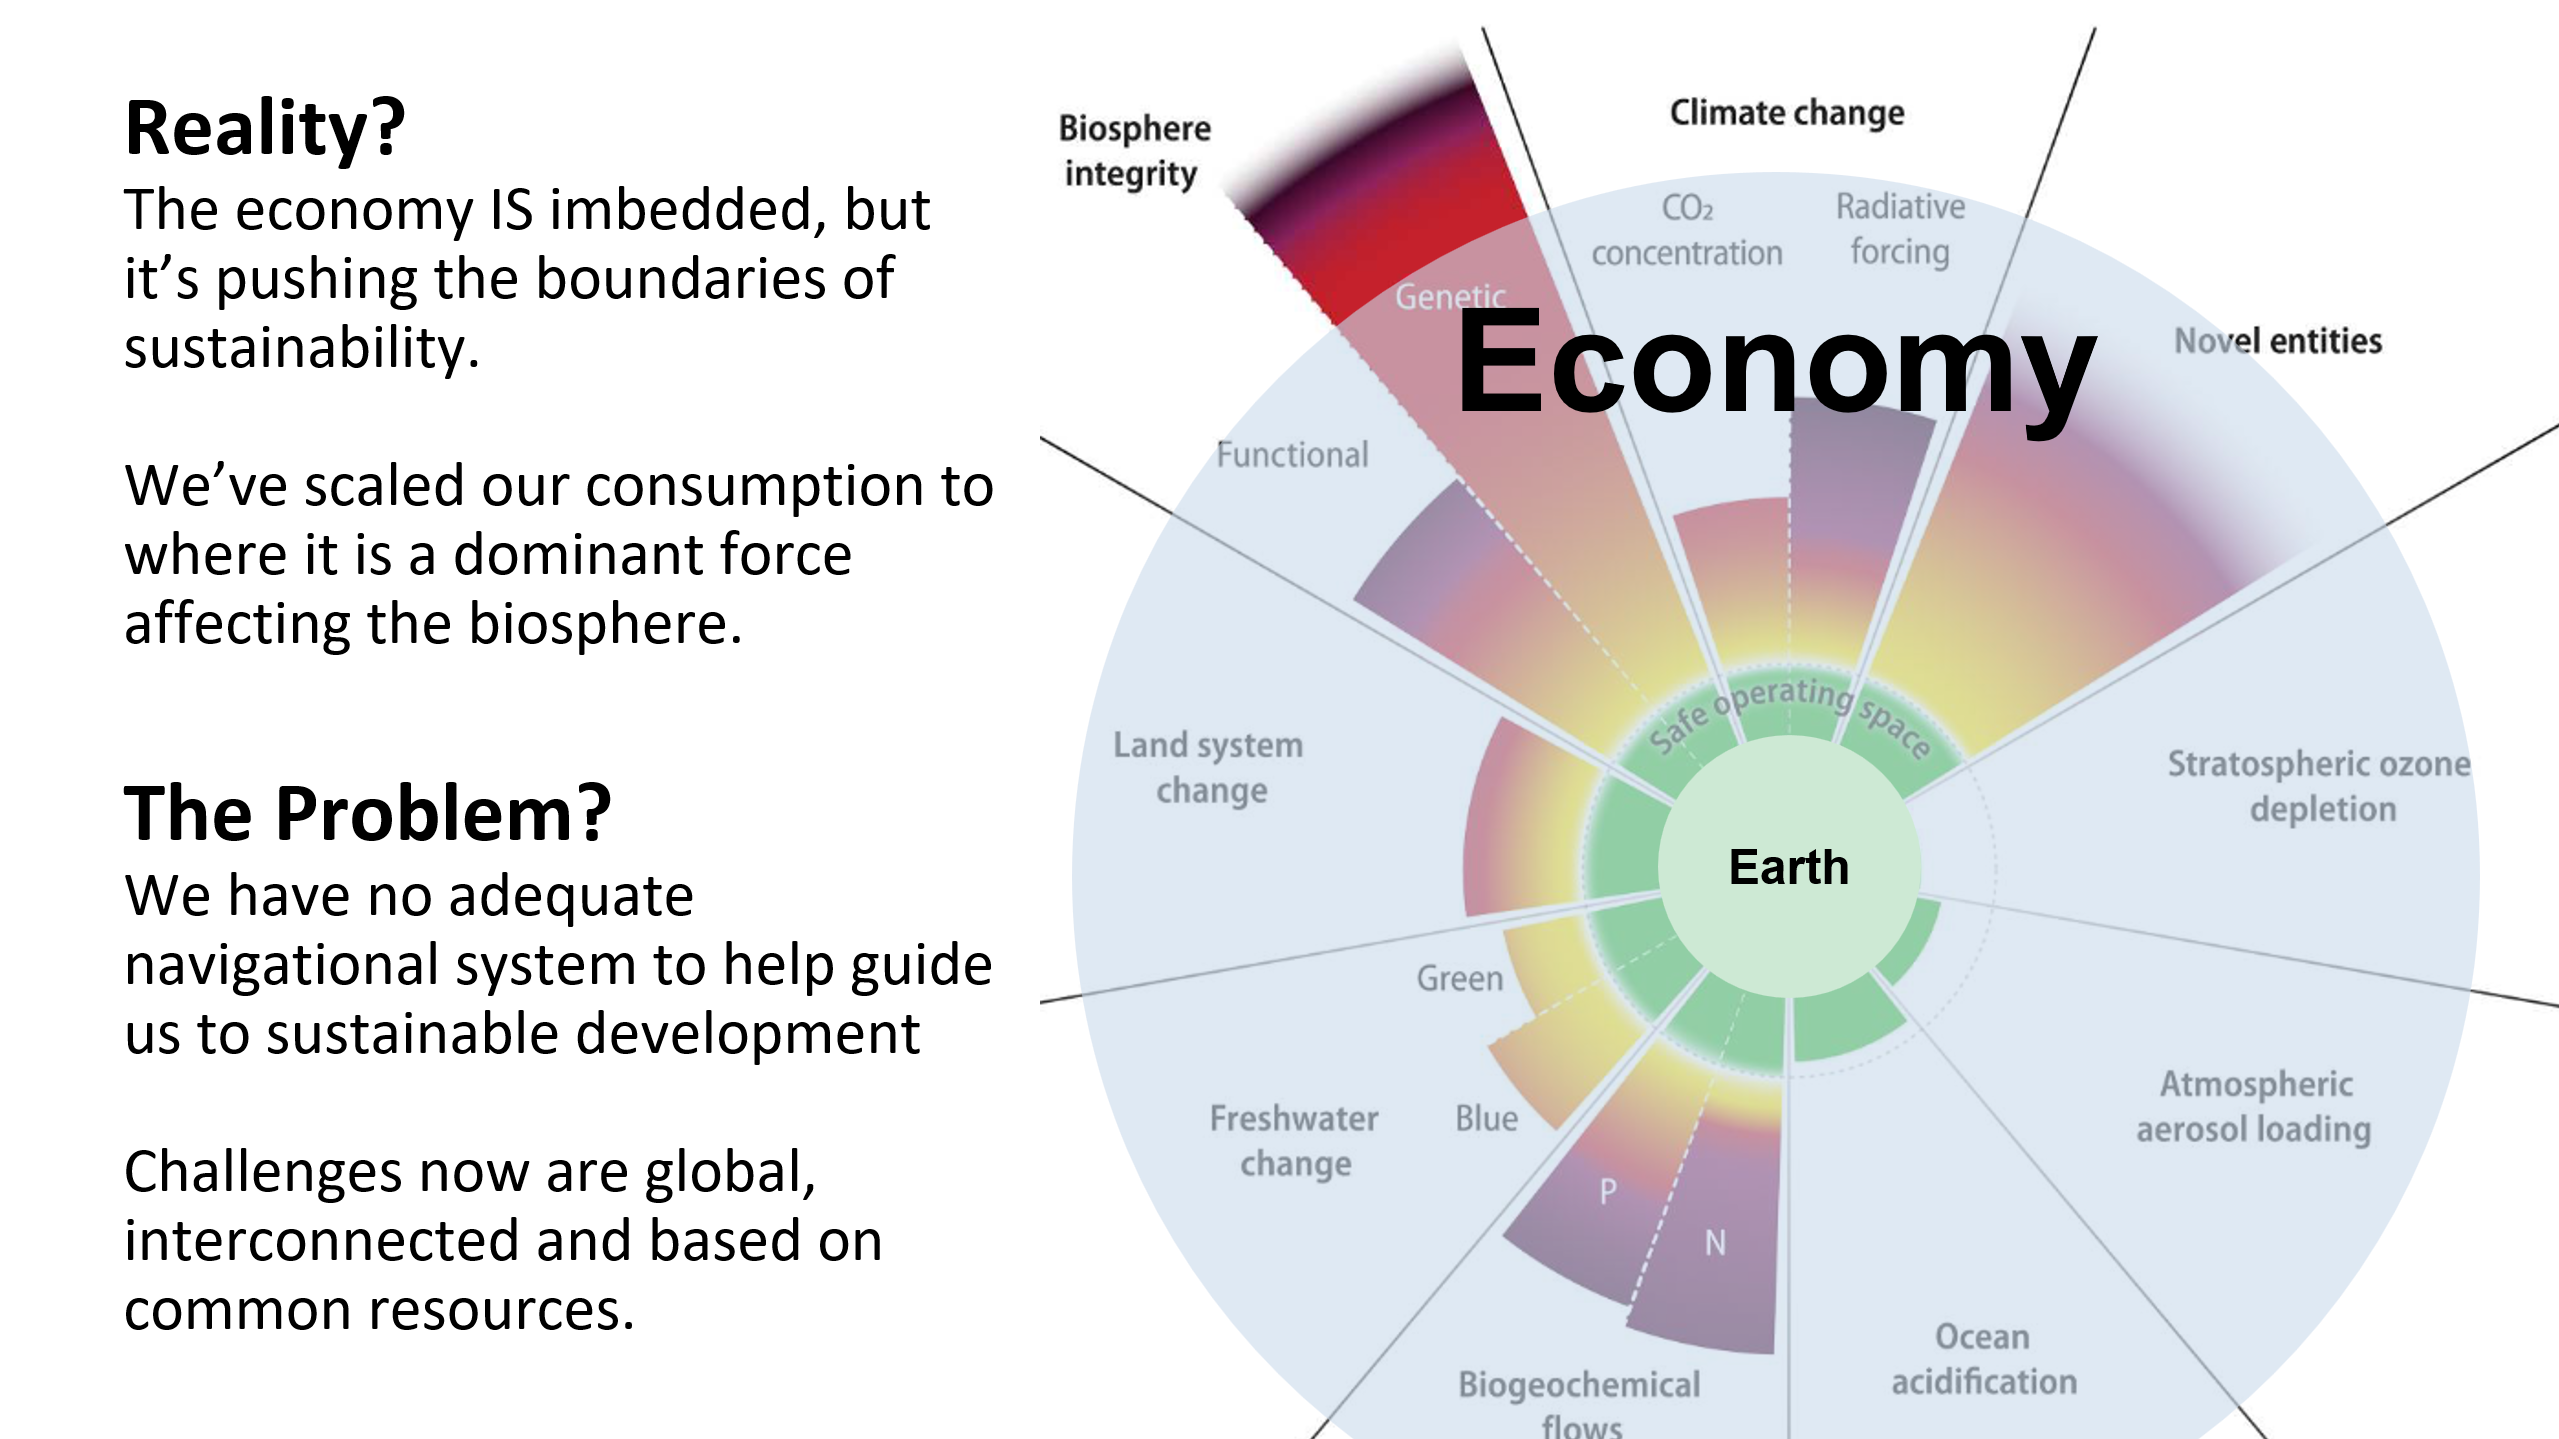 Reality?
The economy IS imbedded, but
it’s pushing the boundaries of
sustainability.
We’ve scaled our consumption to
where it is a dominant force
affecting the biosphere.
The Problem?
We have no adequate
navigational system to help guide
us to sustainable development
Challenges now are global,
interconnected and based on
common resources.
Biosphere
integrity
Climate change
CO₂
concentration
Radiative
forcing
Genetic
Economy
Novel entities
Functional
Safe operating space
Land system
change
Earth
Stratospheric ozone
depletion
Green
Freshwater
change
Blue
Atmospheric
aerosol loading
P
N
Ocean
acidification
Biogeochemical
flows